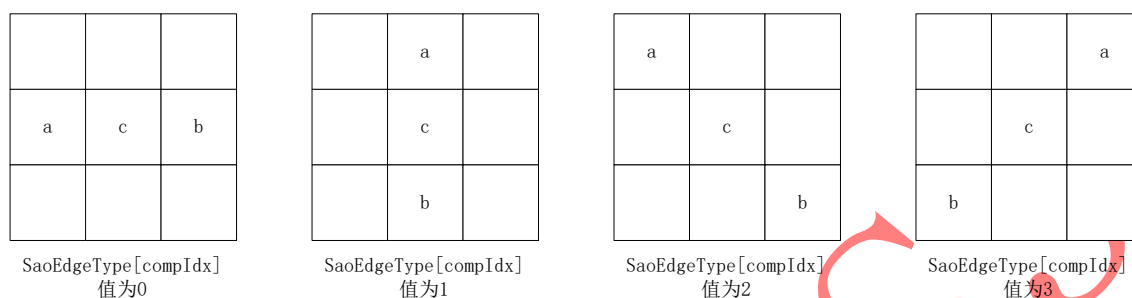 a c b
SaoEdgeType[compIdx]
值为0
a
c
b
SaoEdgeType[compIdx]
值为1
a
c
b
SaoEdgeType[compIdx]
值为2
a
c
b
SaoEdgeType[compIdx]
值为3